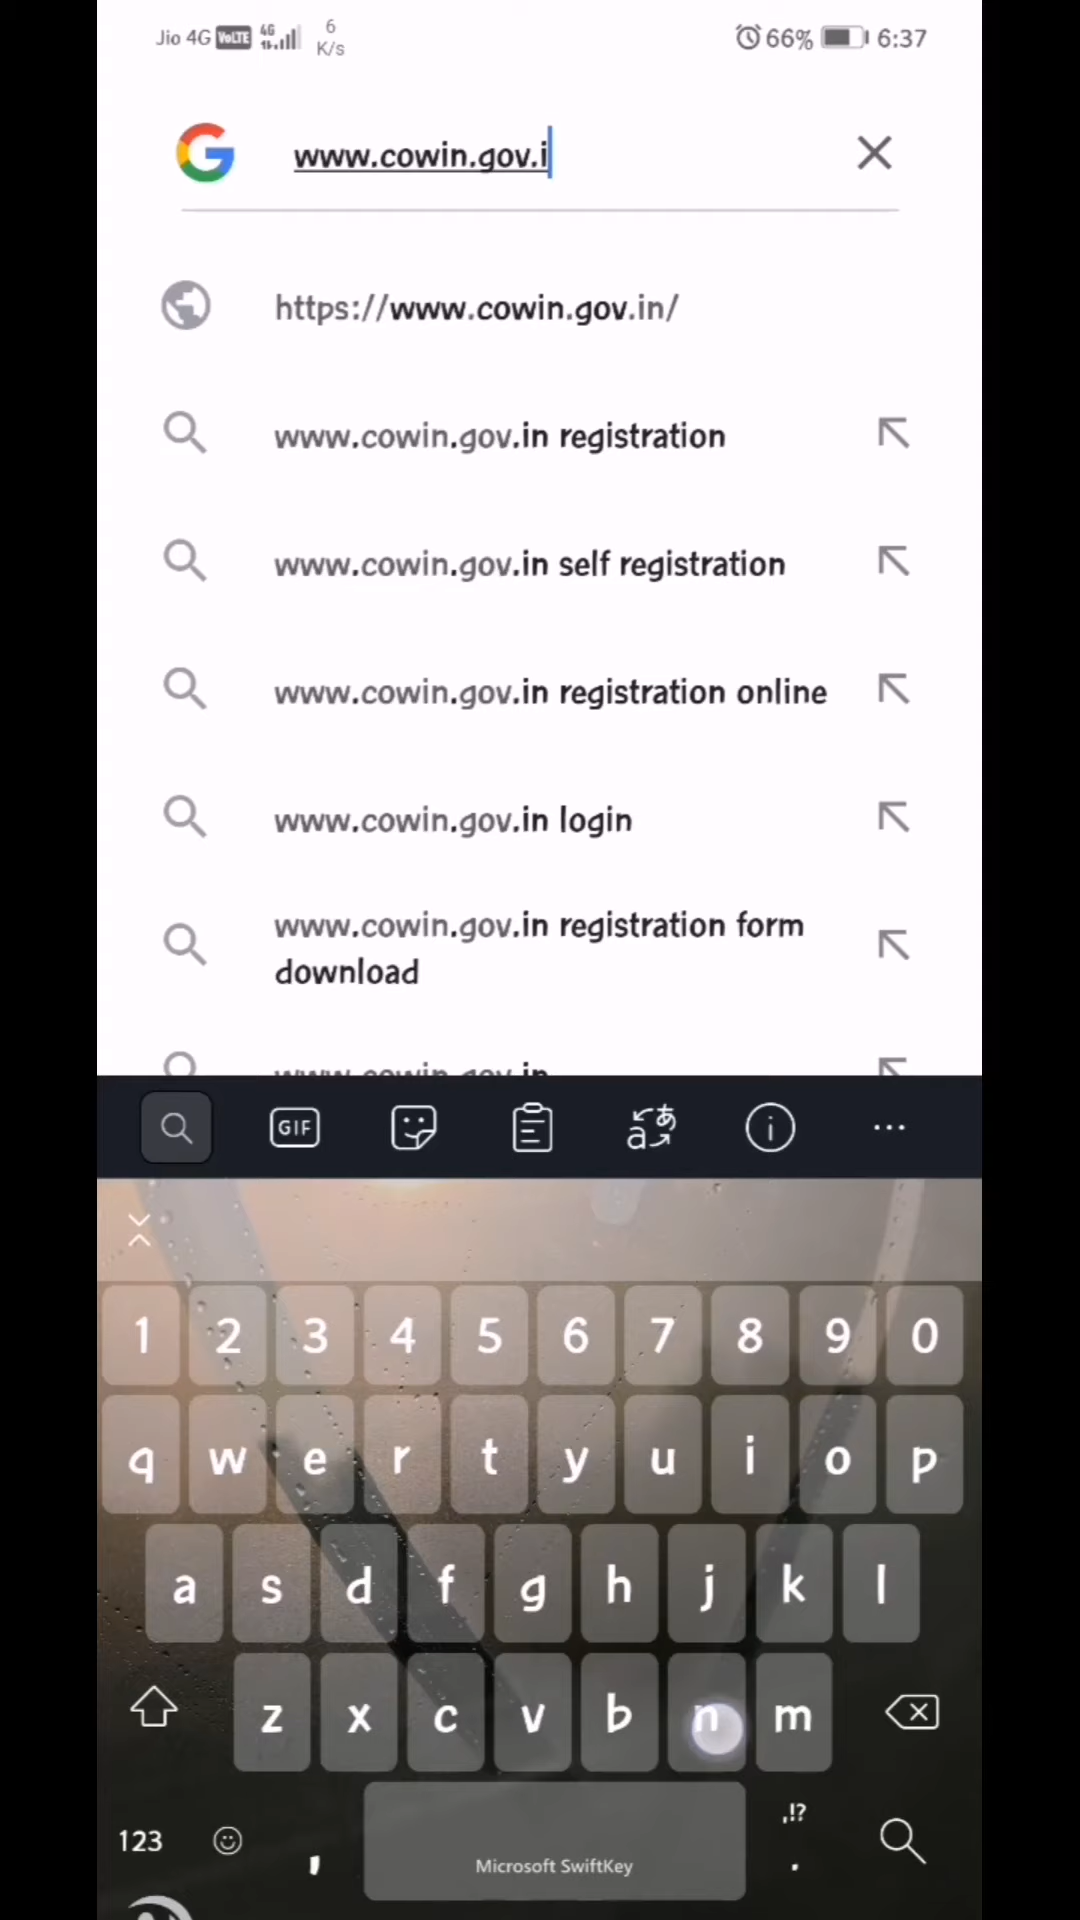 Jio 4G VoLTE 4G 6 K/s 66% 6:37
www.cowin.gov.i
https://www.cowin.gov.in/
www.cowin.gov.in registration
www.cowin.gov.in self registration
www.cowin.gov.in registration online
www.cowin.gov.in login
www.cowin.gov.in registration form
download
www.cowin.gov.in
GIF a あ i ...
1 2 3 4 5 6 7 8 9 0
q w e r t y u i o p
a s d f g h j k l
z x c v b n m
,!?
123 , .
Microsoft SwiftKey